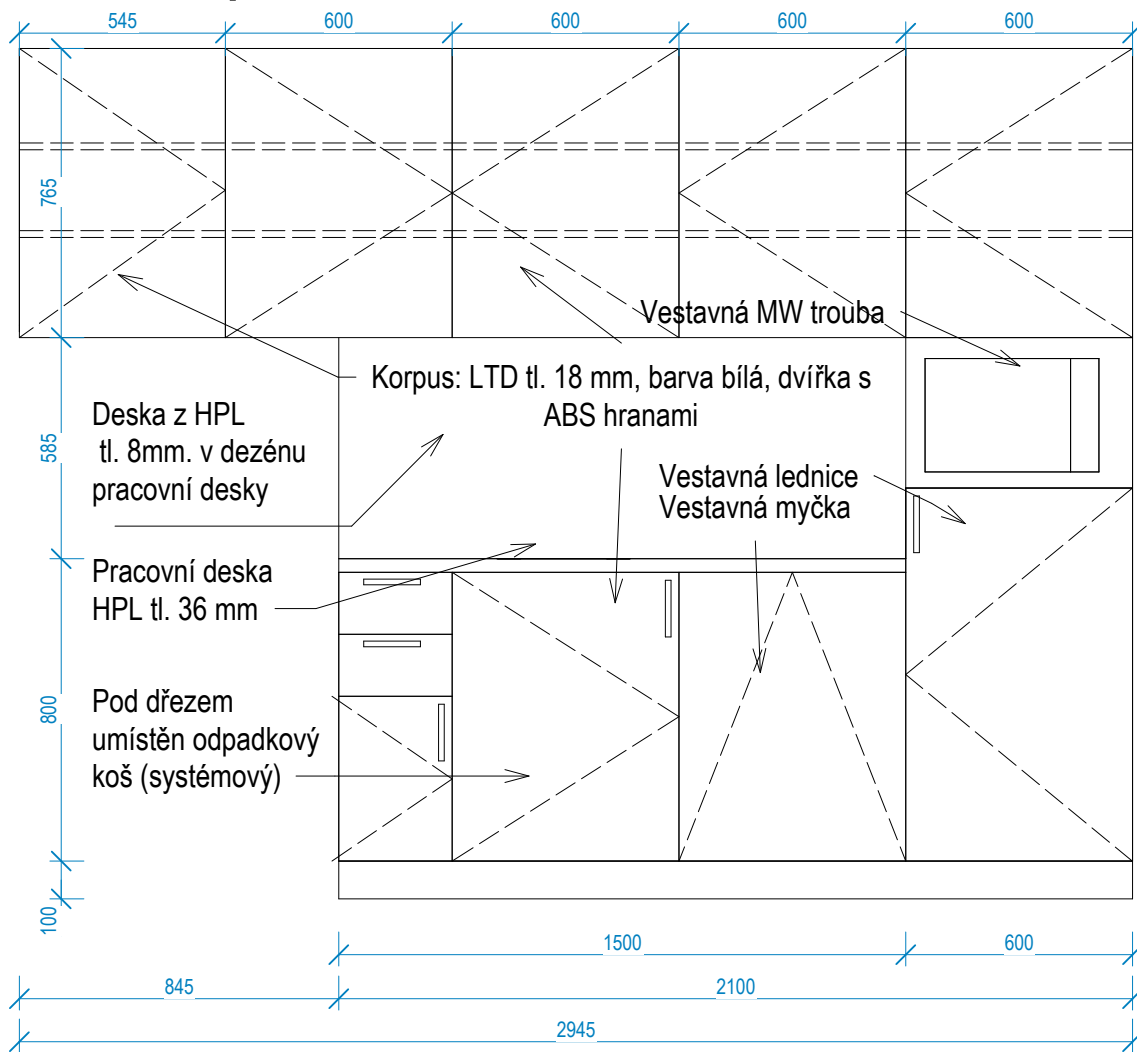 545
600
600
600
600
765
Vestavná MW trouba
Korpus: LTD tl. 18 mm, barva bílá, dvířka s
ABS hranami
Deska z HPL
tl. 8mm. v dezénu
pracovní desky
585
Vestavná lednice
Vestavná myčka
Pracovní deska
HPL tl. 36 mm
800
Pod dřezem
umístěn odpadkový
koš (systémový)
100
1500
600
845
2100
2945